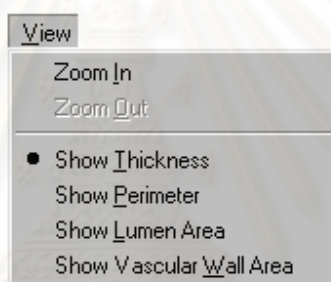 View
Zoom In
Zoom Out
Show Thickness
Show Perimeter
Show Lumen Area
Show Vascular Wall Area